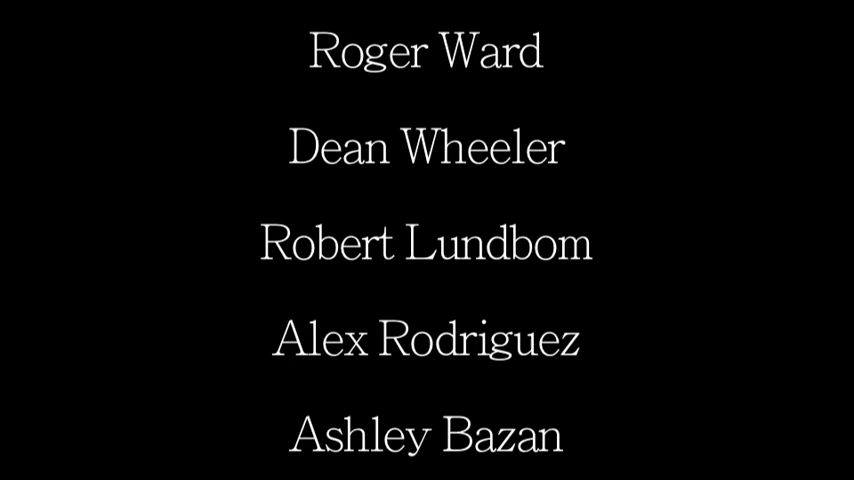 Roger Ward
Dean Wheeler
Robert Lundbom
Alex Rodriguez
Ashley Bazan